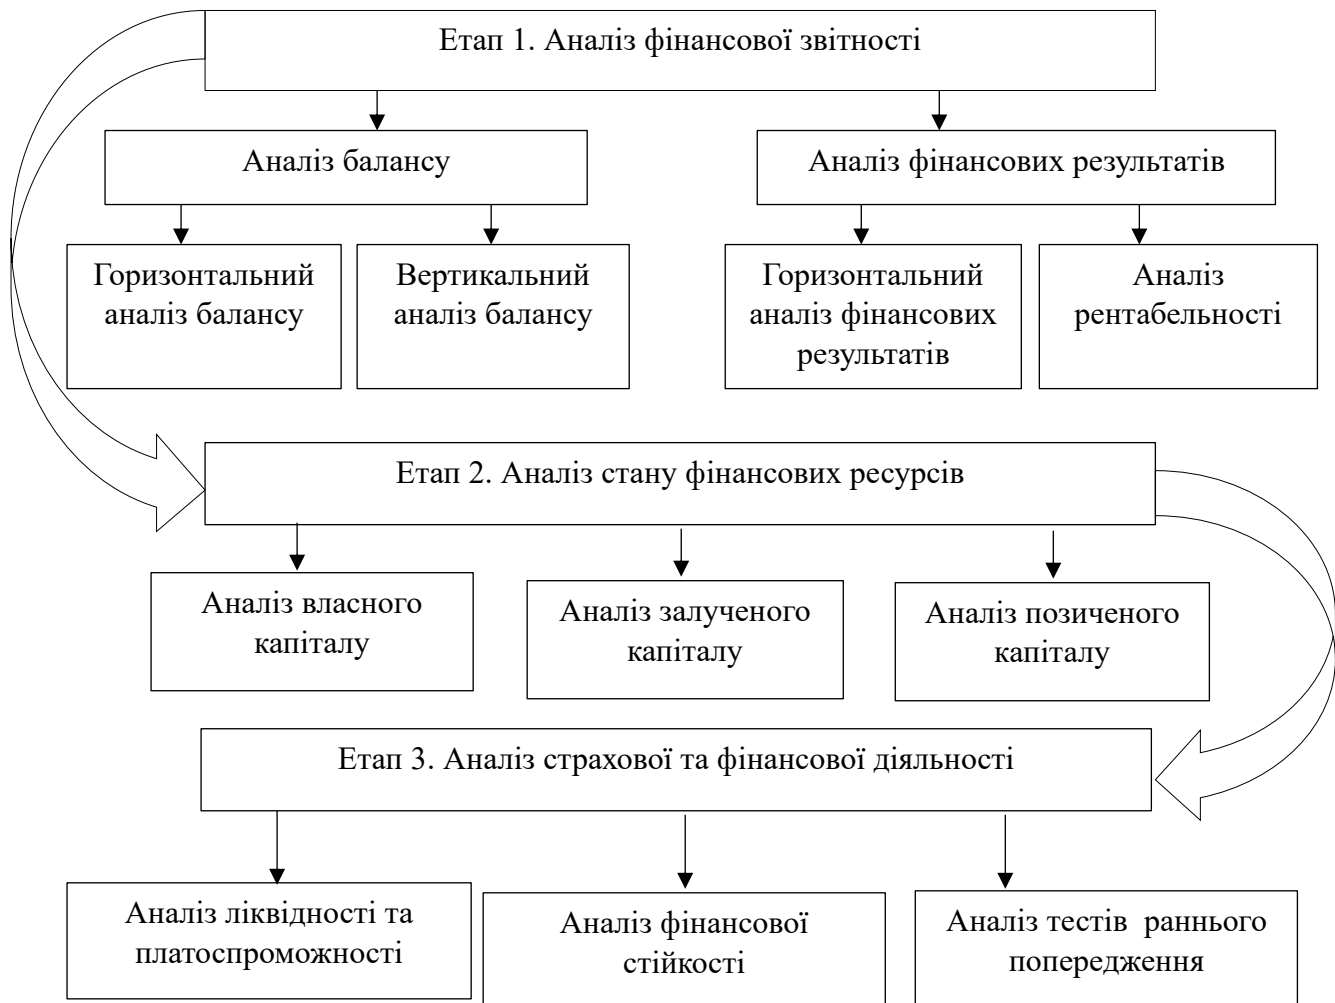 Етап 1. Аналіз фінансової звітності
Аналіз балансу
Аналіз фінансових результатів
Горизонтальний
аналіз балансу
Вертикальний
аналіз балансу
Горизонтальний
аналіз фінансових
результатів
Аналіз
рентабельності
Етап 2. Аналіз стану фінансових ресурсів
Аналіз власного
капіталу
Аналіз залученого
капіталу
Аналіз позиченого
капіталу
Етап 3. Аналіз страхової та фінансової діяльності
Аналіз ліквідності та
платоспроможності
Аналіз фінансової
стійкості
Аналіз тестів  раннього
попередження